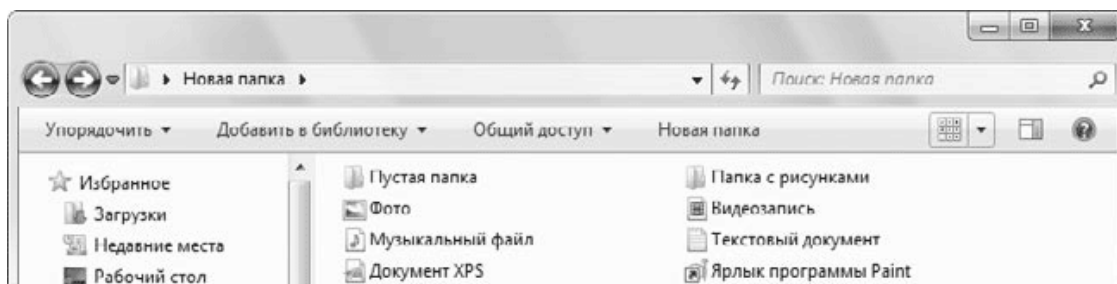 Новая папка
Поиск: Новая папка
Упорядочить Добавить в библиотеку Общий доступ Новая папка
Избранное
Загрузки
Недавние места
Рабочий стол
Пустая папка Папка с рисунками
Фото Видеозапись
Музыкальный файл Текстовый документ
Документ XPS Ярлык программы Paint